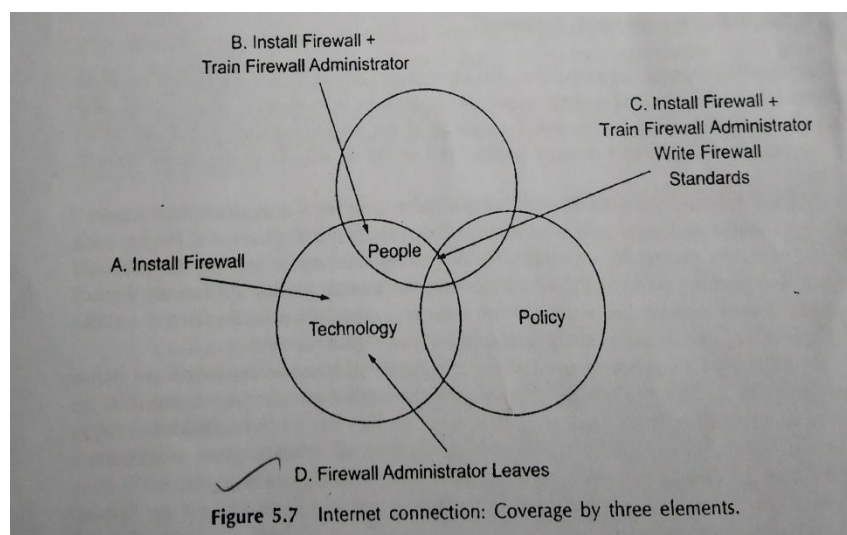 B. Install Firewall +
Train Firewall Administrator
C. Install Firewall +
Train Firewall Administrator
Write Firewall
Standards
People
A. Install Firewall
Technology
Policy
D. Firewall Administrator Leaves
Figure 5.7 Internet connection: Coverage by three elements.